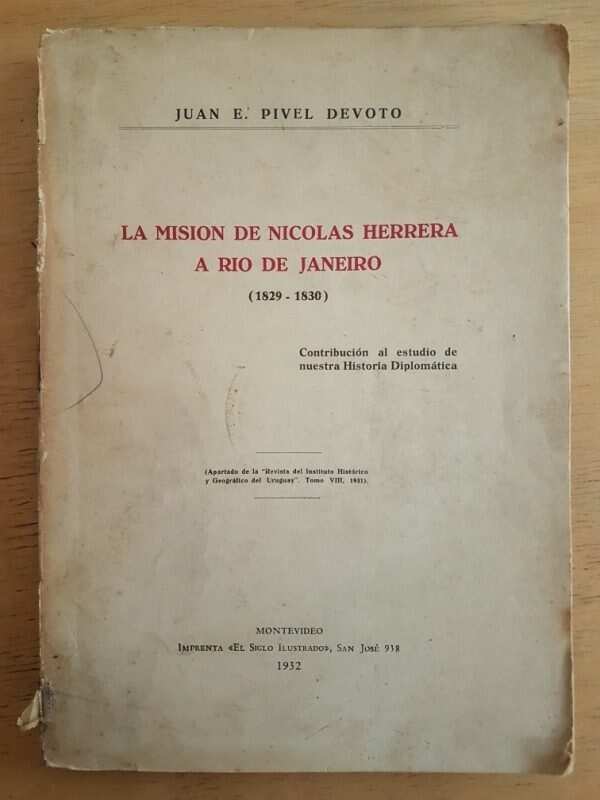 JUAN E. PIVEL DEVOTO
LA MISION DE NICOLAS HERRERA
A RIO DE JANEIRO
(1829 - 1830)
Contribución al estudio de
nuestra Historia Diplomática
(Apartado de la "Revista del Instituto Histórico
y Geográfico del Uruguay". Tomo VIII, 1931).
MONTEVIDEO
IMPRENTA «EL SIGLO ILUSTRADO», SAN JOSÉ 938
1932